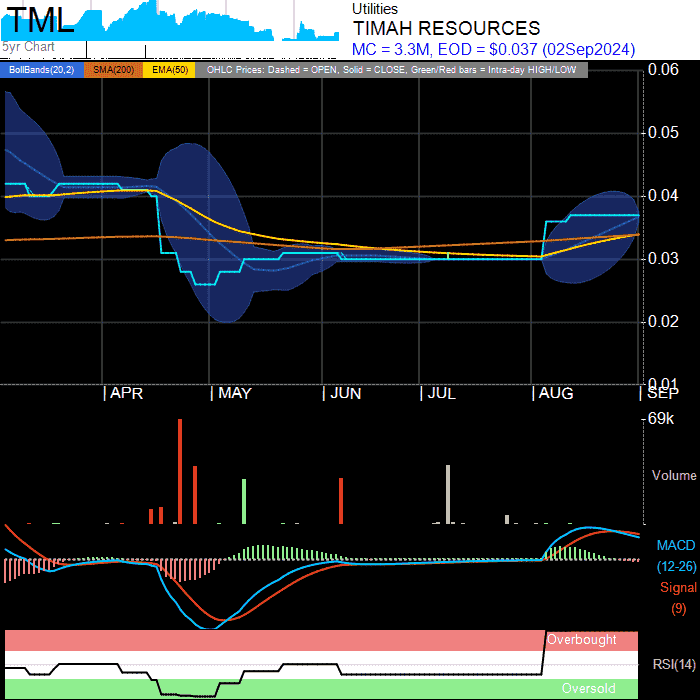 TML
Utilities
TIMAH RESOURCES
MC = 3.3M, EOD = $0.037 (02Sep2024)
5yr Chart
BollBands(20,2) SMA(200) EMA(50) OHLC Prices: Dashed = OPEN, Solid = CLOSE, Green/Red bars = Intra-day HIGH/LOW
0.06
0.05
0.04
0.03
0.02
0.01
APR MAY JUN JUL AUG SEP
69k
Volume
MACD
(12-26)
Signal
(9)
Overbought
RSI(14)
Oversold